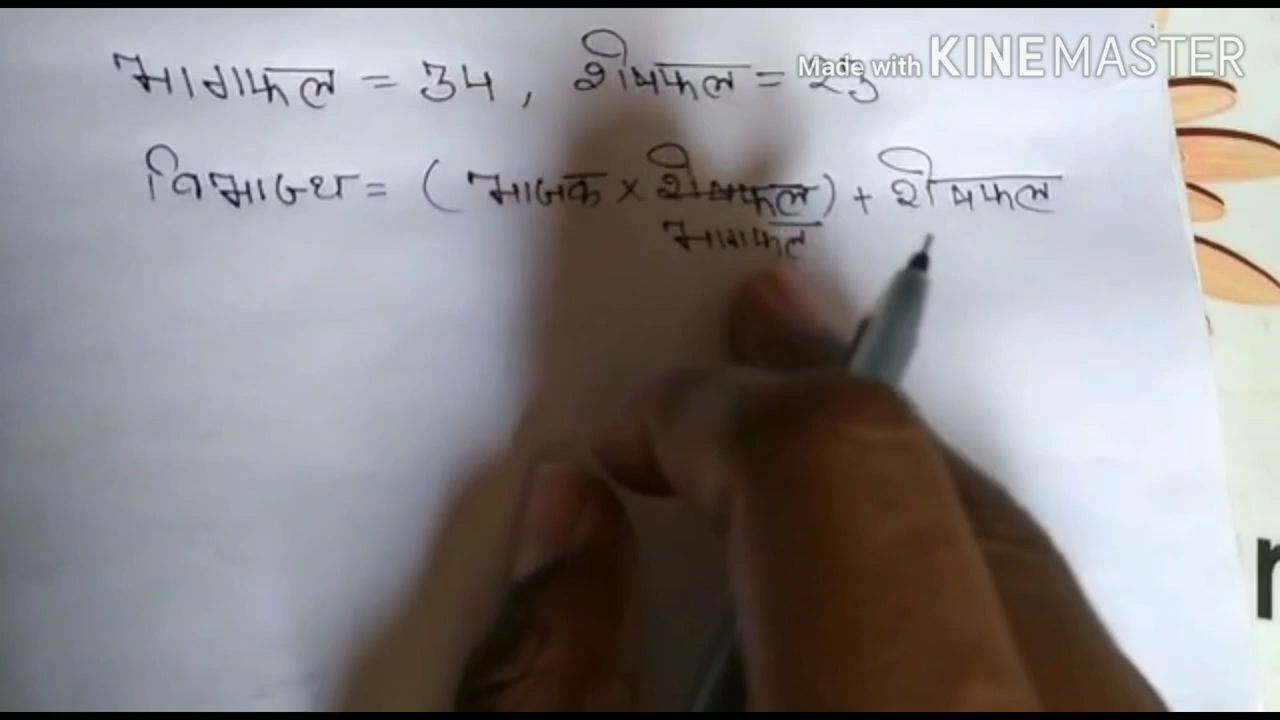 भागफल = 34, शेषफल = 23
Made with KINEMASTER
विभाज्य = ( भाजक × शेषफल ) + शेषफल
भागफल